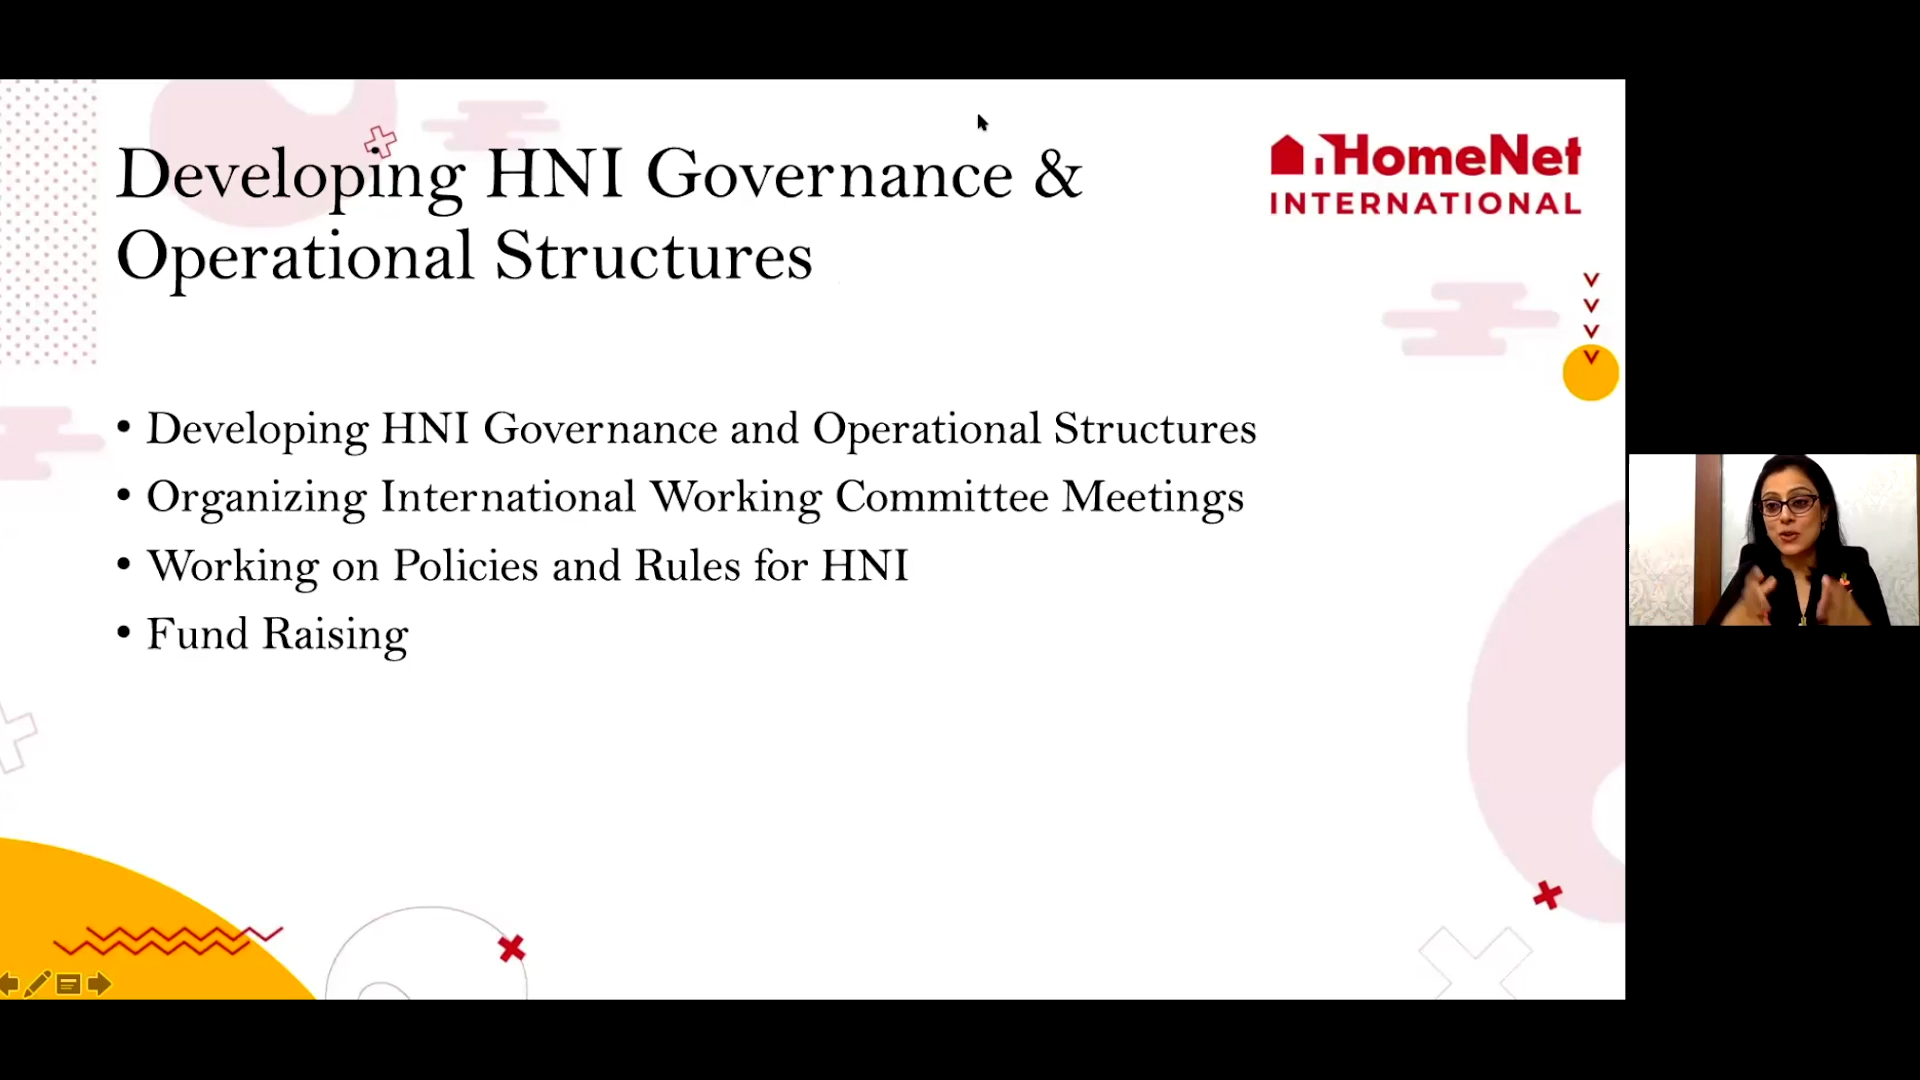 Developing HNI Governance &
Operational Structures
HomeNet
INTERNATIONAL
• Developing HNI Governance and Operational Structures
• Organizing International Working Committee Meetings
• Working on Policies and Rules for HNI
• Fund Raising